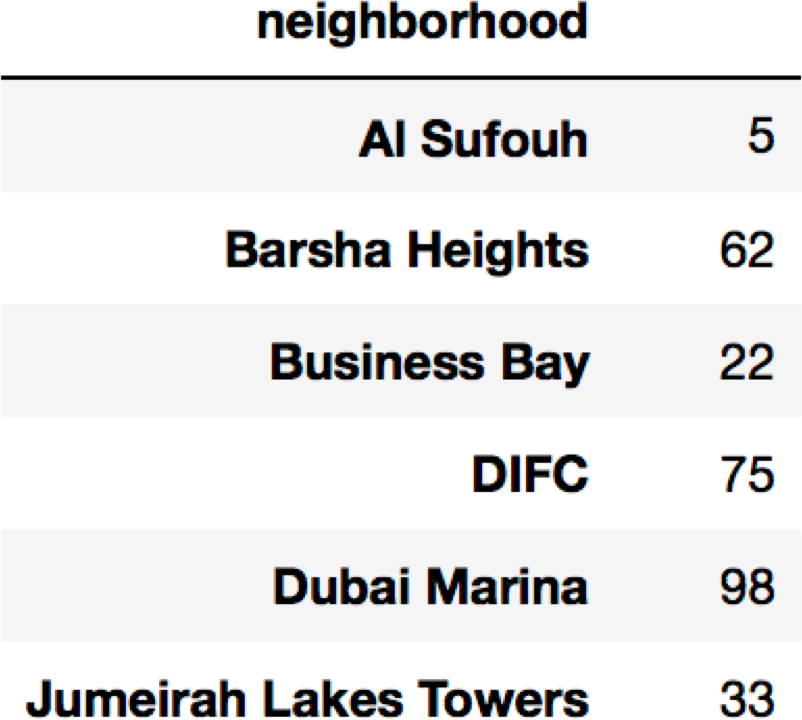 neighborhood
Al Sufouh 5
Barsha Heights 62
Business Bay 22
DIFC 75
Dubai Marina 98
Jumeirah Lakes Towers 33